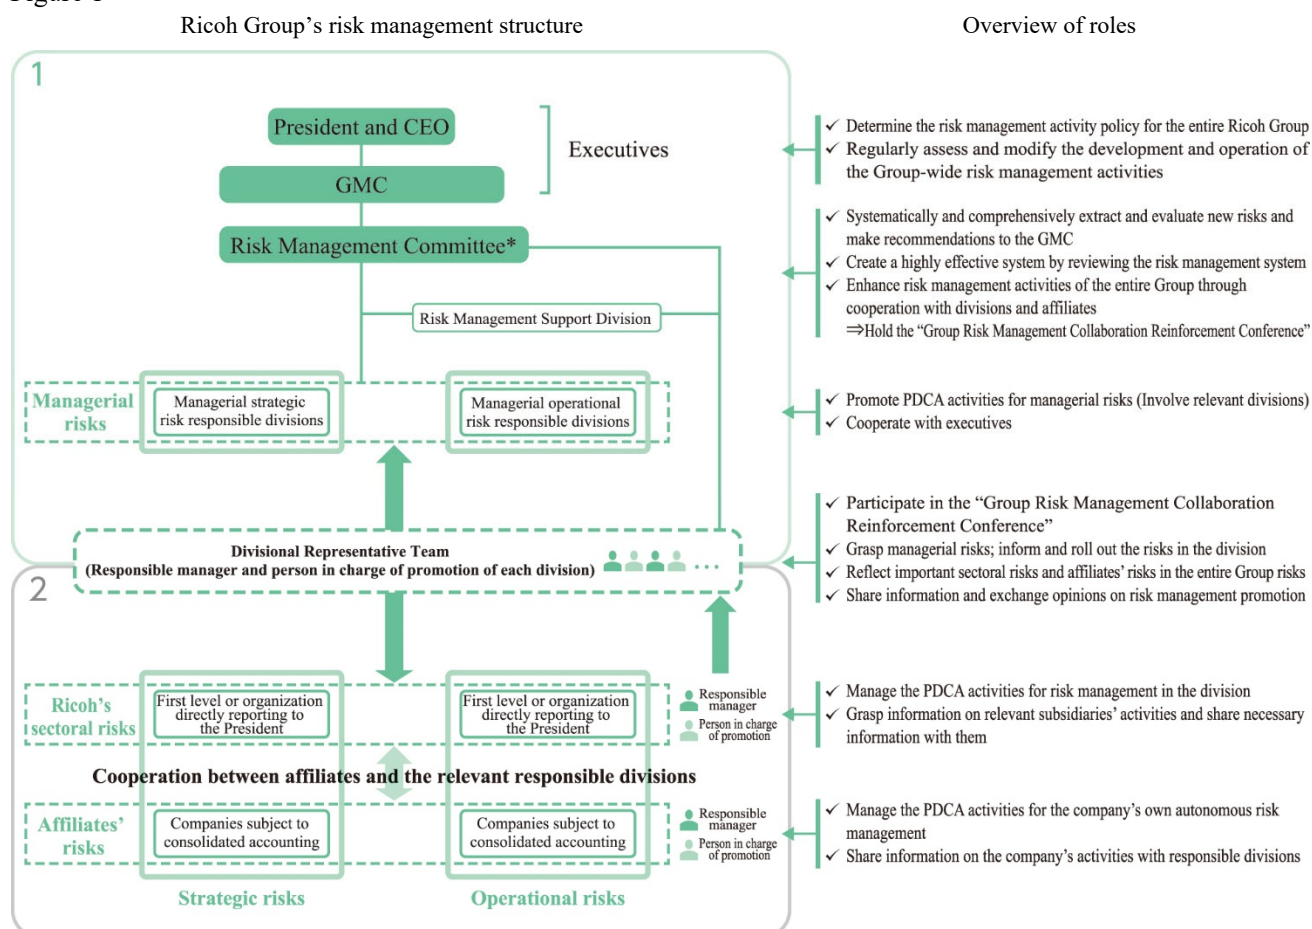 Ricoh Group's risk management structure
Overview of roles
1
President and CEO
GMC
Executives
Risk Management Committee*
Risk Management Support Division
Managerial
risks
Managerial strategic
risk responsible divisions
Managerial operational
risk responsible divisions
Divisional Representative Team
(Responsible manager and person in charge of promotion of each division)
...
2
Ricoh's
sectoral risks
First level or organization
directly reporting to
the President
First level or organization
directly reporting to
the President
Responsible
manager
Person in charge
of promotion
Cooperation between affiliates and the relevant responsible divisions
Affiliates'
risks
Companies subject to
consolidated accounting
Companies subject to
consolidated accounting
Responsible
manager
Person in charge
of promotion
Strategic risks
Operational risks
✓ Determine the risk management activity policy for the entire Ricoh Group
✓ Regularly assess and modify the development and operation of
the Group-wide risk management activities
✓ Systematically and comprehensively extract and evaluate new risks and
make recommendations to the GMC
✓ Create a highly effective system by reviewing the risk management system
✓ Enhance risk management activities of the entire Group through
cooperation with divisions and affiliates
⇒Hold the "Group Risk Management Collaboration Reinforcement Conference"
✓ Promote PDCA activities for managerial risks (Involve relevant divisions)
✓ Cooperate with executives
✓ Participate in the "Group Risk Management Collaboration
Reinforcement Conference"
✓ Grasp managerial risks; inform and roll out the risks in the division
✓ Reflect important sectoral risks and affiliates' risks in the entire Group risks
✓ Share information and exchange opinions on risk management promotion
✓ Manage the PDCA activities for risk management in the division
✓ Grasp information on relevant subsidiaries' activities and share necessary
information with them
✓ Manage the PDCA activities for the company's own autonomous risk
management
✓ Share information on the company's activities with responsible divisions